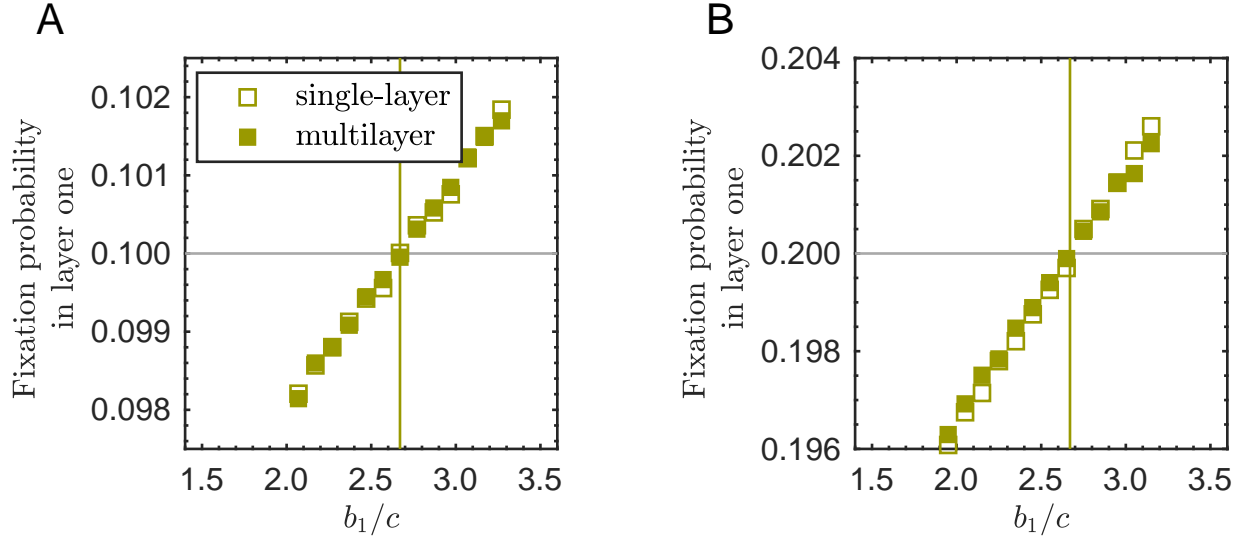 A
Fixation probability
in layer one
0.102
0.101
0.100
0.099
0.098
single-layer
multilayer
1.5 2.0 2.5 3.0 3.5
b₁/c
B
Fixation probability
in layer one
0.204
0.202
0.200
0.198
0.196
1.5 2.0 2.5 3.0 3.5
b₁/c